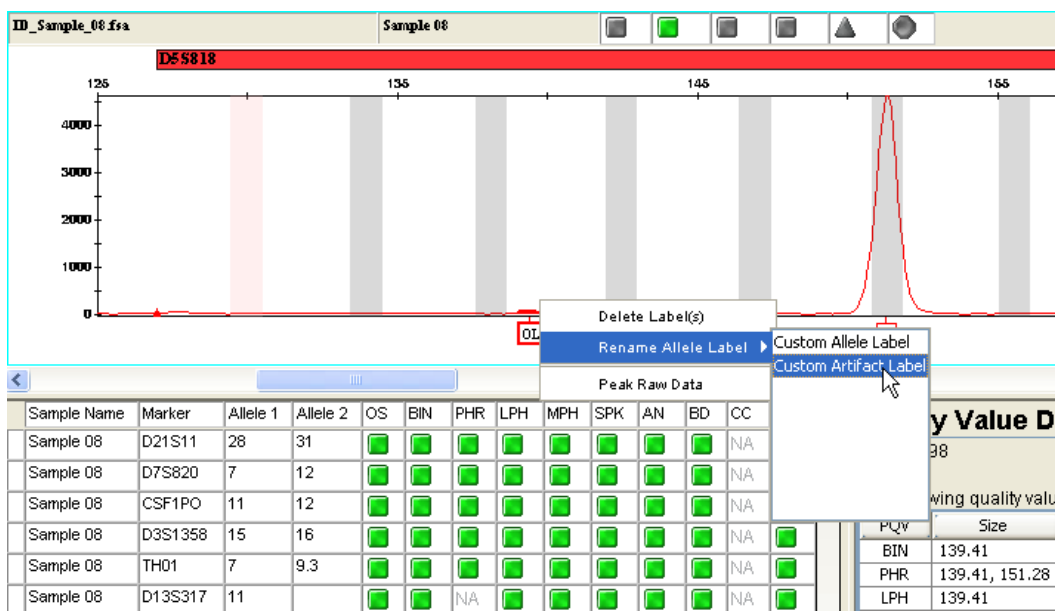 ID_Sample_08.fsa Sample 08
D5S818
125 135 145 155
4000
3000
2000
1000
0
OL
Delete Label(s)
Rename Allele Label
Peak Raw Data
Custom Allele Label
Custom Artifact Label
Sample Name Marker Allele 1 Allele 2 OS BIN PHR LPH MPH SPK AN BD CC
Sample 08 D21S11 28 31 NA
Sample 08 D7S820 7 12 NA
Sample 08 CSF1PO 11 12 NA
Sample 08 D3S1358 15 16 NA
Sample 08 TH01 7 9.3 NA
Sample 08 D13S317 11 NA NA
y Value D
98
wing quality valu
PQV Size
BIN 139.41
PHR 139.41, 151.28
LPH 139.41